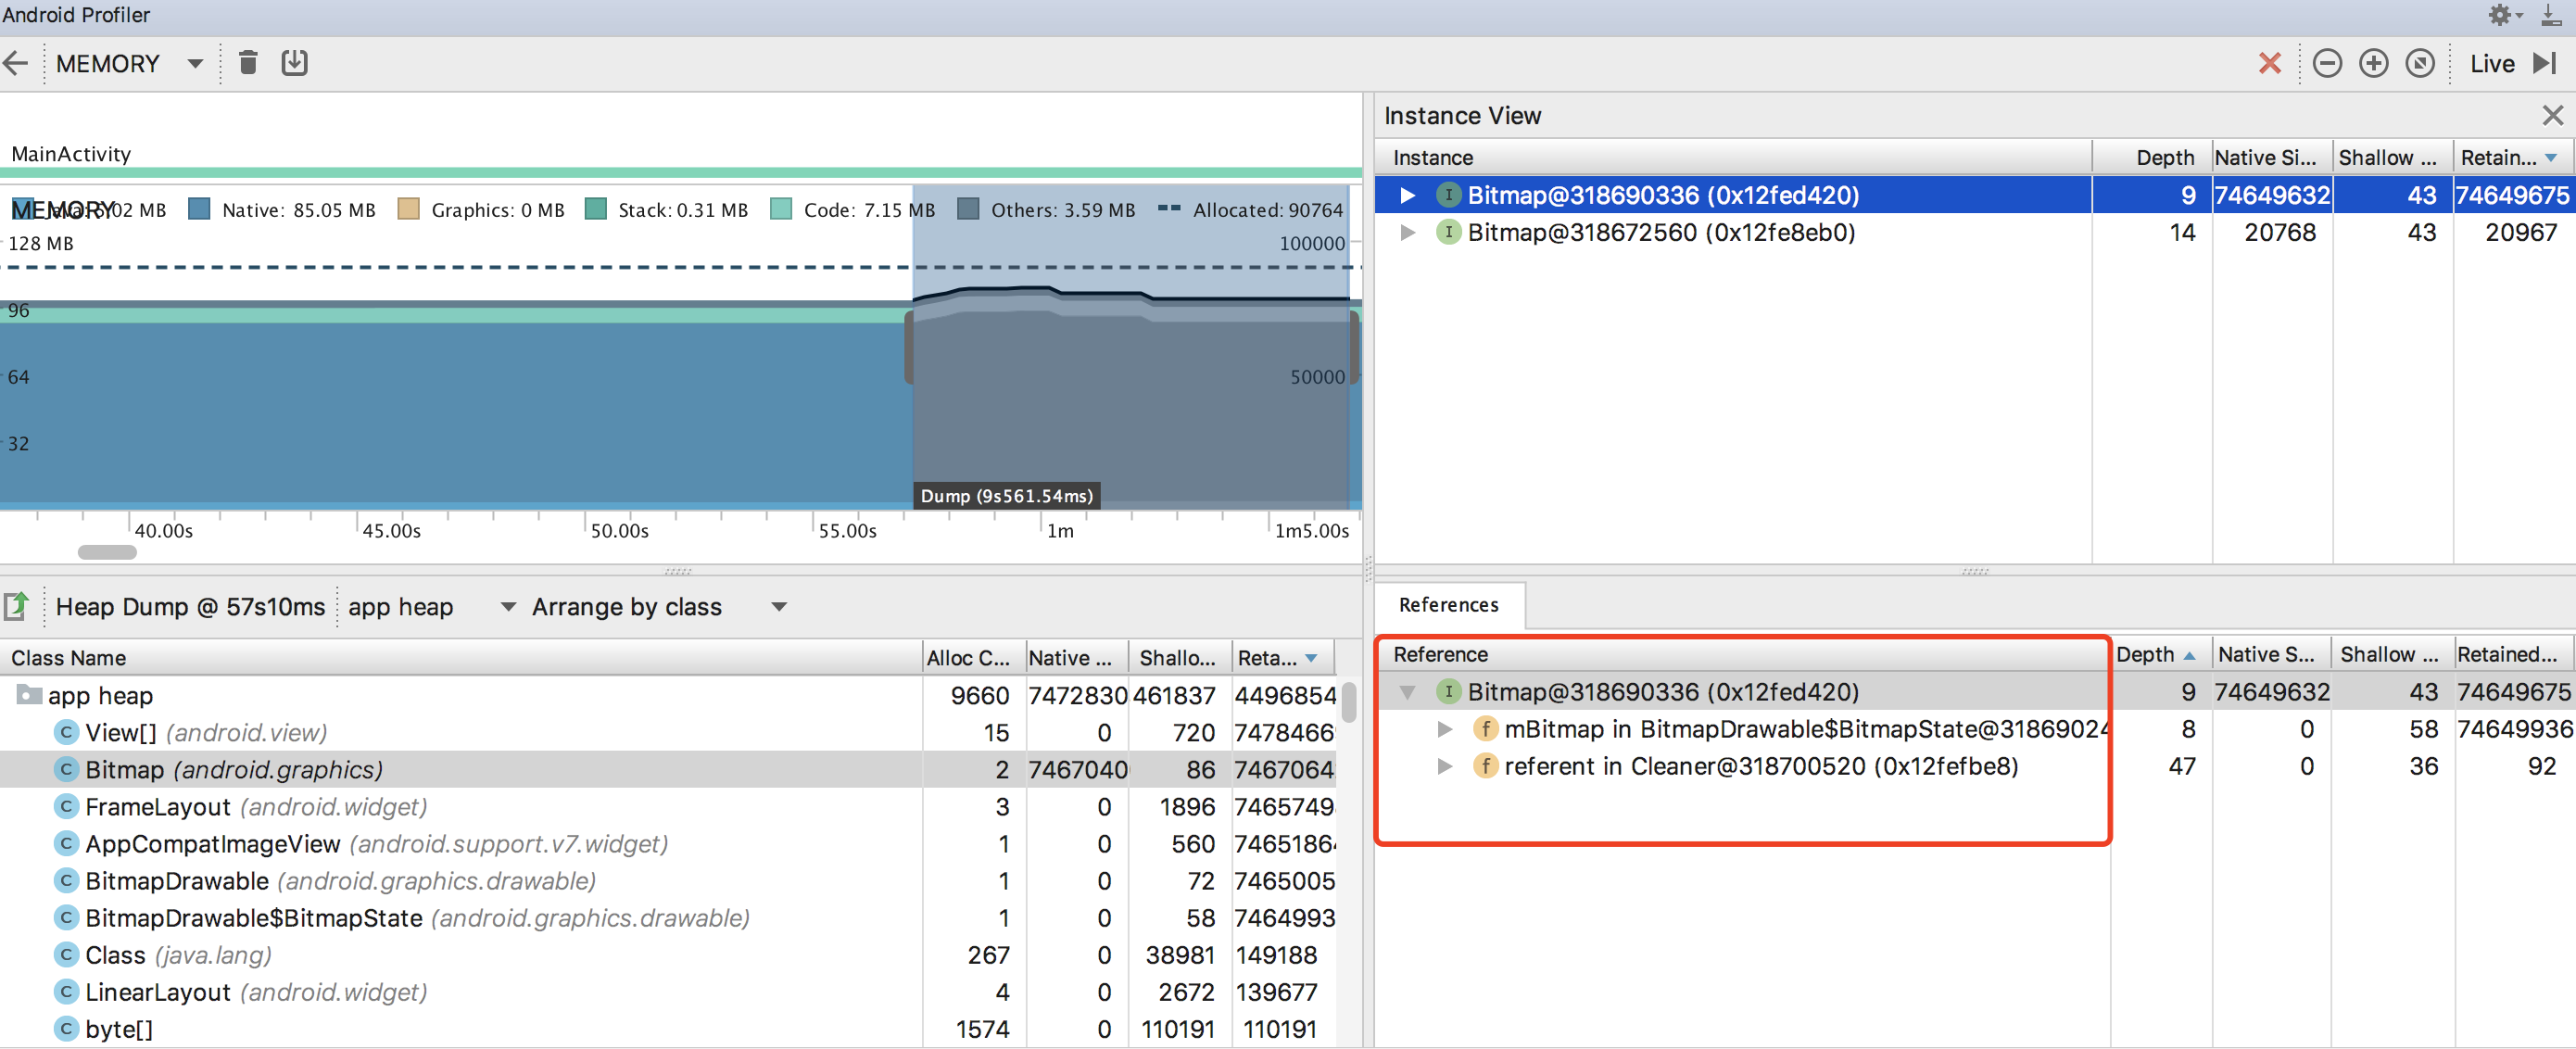 Android Profiler
MEMORY
Live
MainActivity
MEMORY
02 MB Native: 85.05 MB Graphics: 0 MB Stack: 0.31 MB Code: 7.15 MB Others: 3.59 MB Allocated: 90764
128 MB 100000
96
64 50000
32
Dump (9s561.54ms)
40.00s 45.00s 50.00s 55.00s 1m 1m5.00s
Heap Dump @ 57s10ms app heap Arrange by class
Class Name Alloc C... Native ... Shallo... Reta...
app heap 9660 7472830 461837 4496854
View[] (android.view) 15 0 720 7478466
Bitmap (android.graphics) 2 7467040 86 7467064
FrameLayout (android.widget) 3 0 1896 7465749
AppCompatImageView (android.support.v7.widget) 1 0 560 7465186
BitmapDrawable (android.graphics.drawable) 1 0 72 7465005
BitmapDrawable$BitmapState (android.graphics.drawable) 1 0 58 7464993
Class (java.lang) 267 0 38981 149188
LinearLayout (android.widget) 4 0 2672 139677
byte[] 1574 0 110191 110191
Instance View
Instance Depth Native Si... Shallow ... Retain...
Bitmap@318690336 (0x12fed420) 9 74649632 43 74649675
Bitmap@318672560 (0x12fe8eb0) 14 20768 43 20967
References
Reference Depth Native S... Shallow ... Retained...
Bitmap@318690336 (0x12fed420) 9 74649632 43 74649675
mBitmap in BitmapDrawable$BitmapState@31869024 8 0 58 74649936
referent in Cleaner@318700520 (0x12fefbe8) 47 0 36 92